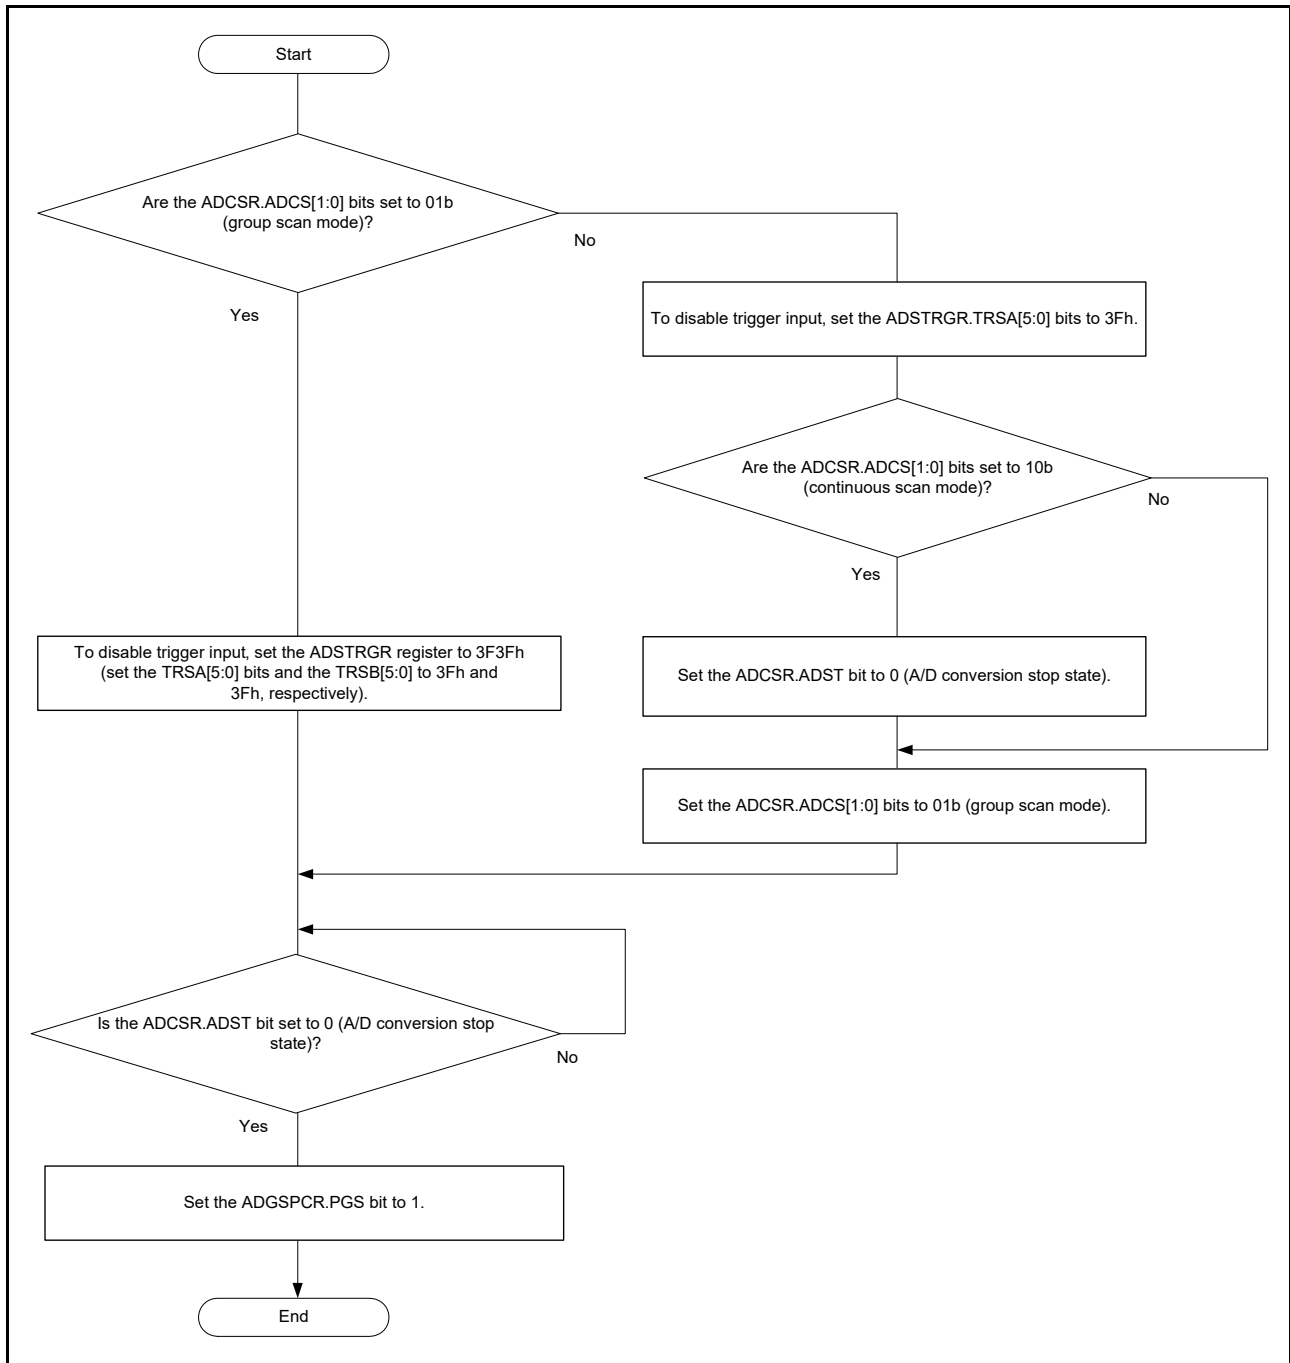 Start
Are the ADCSR.ADCS[1:0] bits set to 01b
(group scan mode)?
No
Yes
To disable trigger input, set the ADSTRGR.TRSA[5:0] bits to 3Fh.
Are the ADCSR.ADCS[1:0] bits set to 10b
(continuous scan mode)?
No
Yes
To disable trigger input, set the ADSTRGR register to 3F3Fh
(set the TRSA[5:0] bits and the TRSB[5:0] to 3Fh and
3Fh, respectively).
Set the ADCSR.ADST bit to 0 (A/D conversion stop state).
Set the ADCSR.ADCS[1:0] bits to 01b (group scan mode).
Is the ADCSR.ADST bit set to 0 (A/D conversion stop
state)?
No
Yes
Set the ADGSPCR.PGS bit to 1.
End